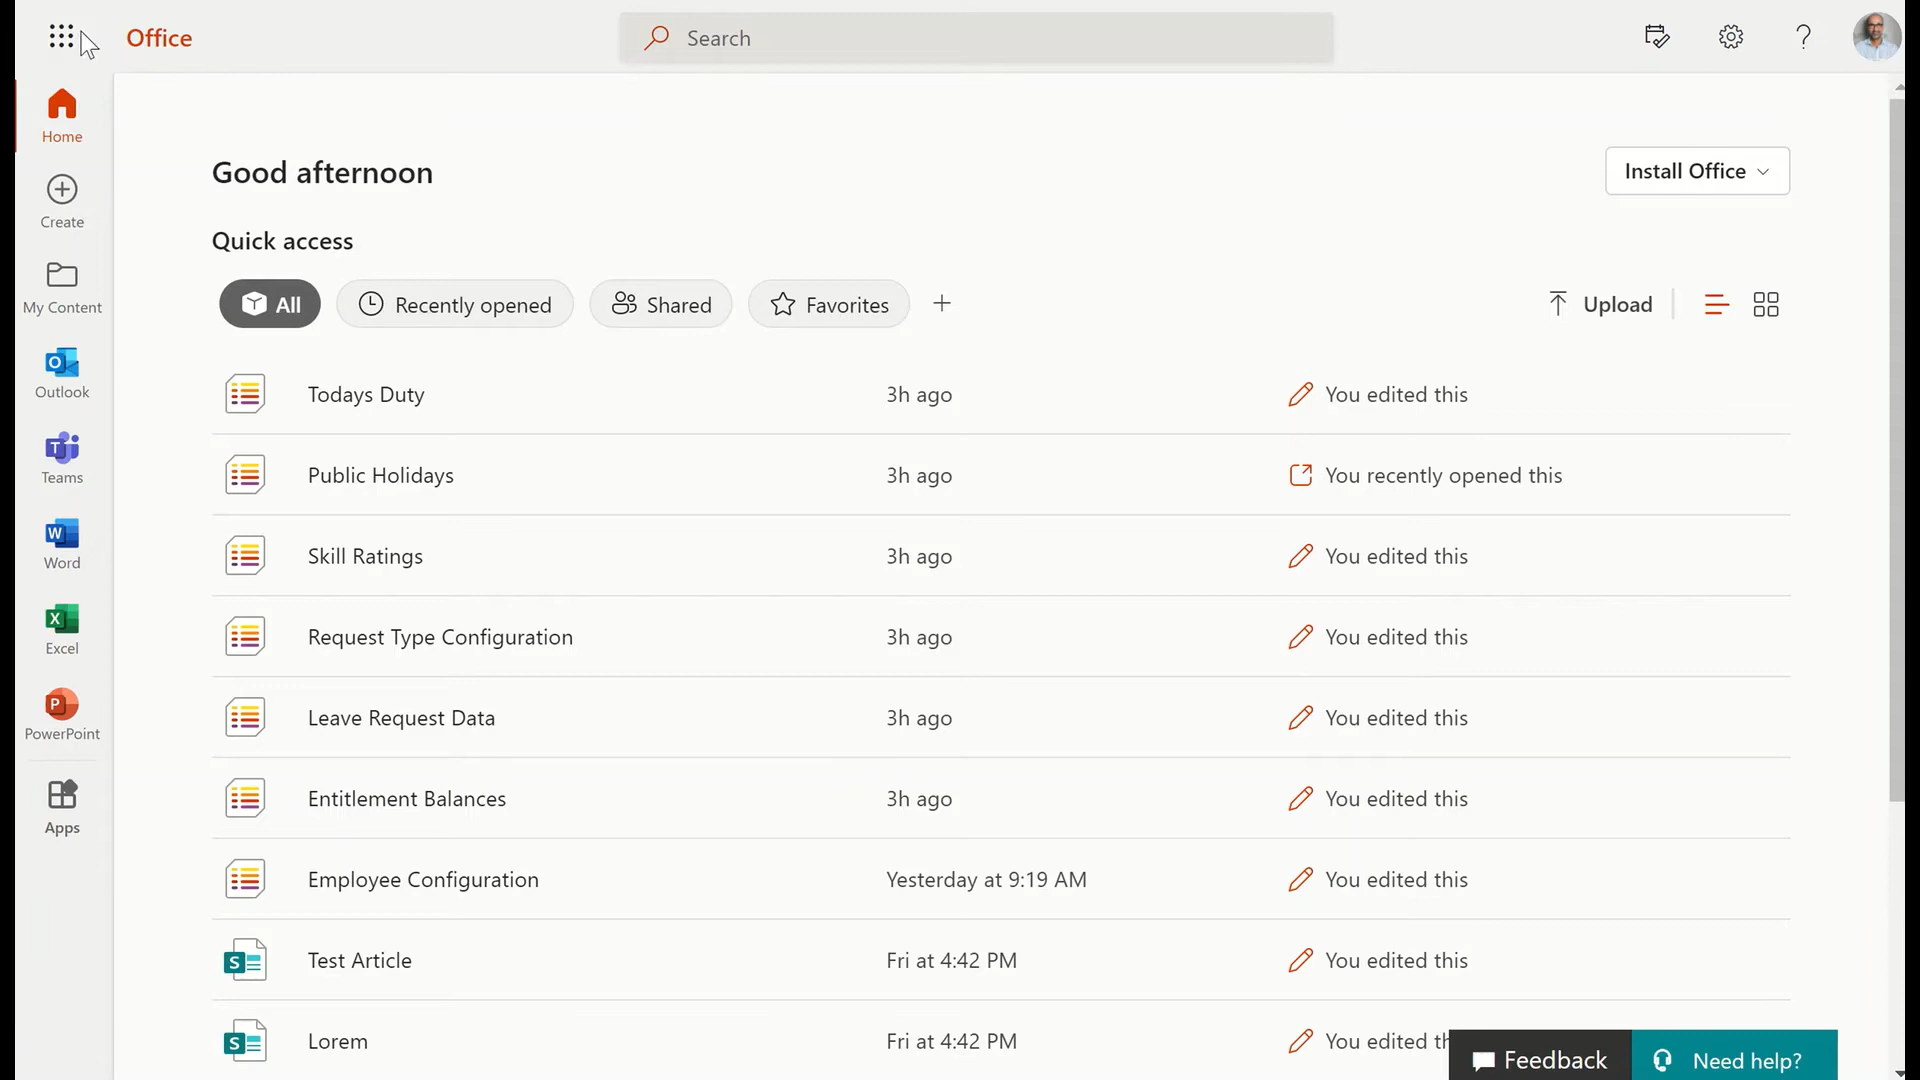 Office
Search
Home
Create
My Content
Outlook
Teams
Word
Excel
PowerPoint
Apps
Good afternoon
Install Office
Quick access
All
Recently opened
Shared
Favorites
Upload
Todays Duty 3h ago You edited this
Public Holidays 3h ago You recently opened this
Skill Ratings 3h ago You edited this
Request Type Configuration 3h ago You edited this
Leave Request Data 3h ago You edited this
Entitlement Balances 3h ago You edited this
Employee Configuration Yesterday at 9:19 AM You edited this
Test Article Fri at 4:42 PM You edited this
Lorem Fri at 4:42 PM You edited
Feedback
Need help?